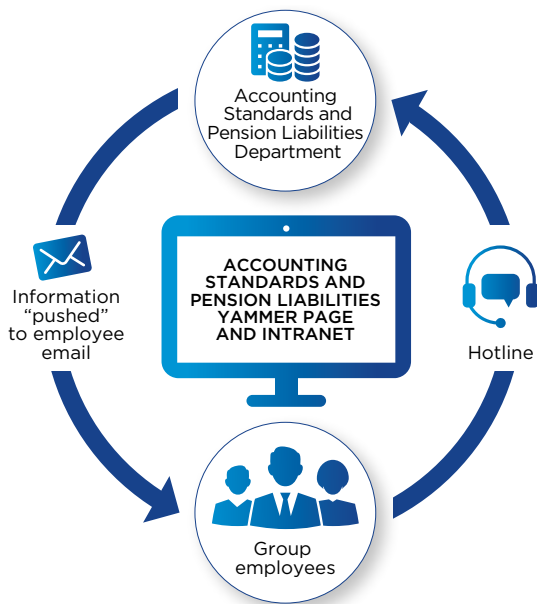 Accounting
Standards and
Pension Liabilities
Department
ACCOUNTING
STANDARDS AND
PENSION LIABILITIES
YAMMER PAGE
AND INTRANET
Information
“pushed”
to employee
email
Hotline
Group
employees